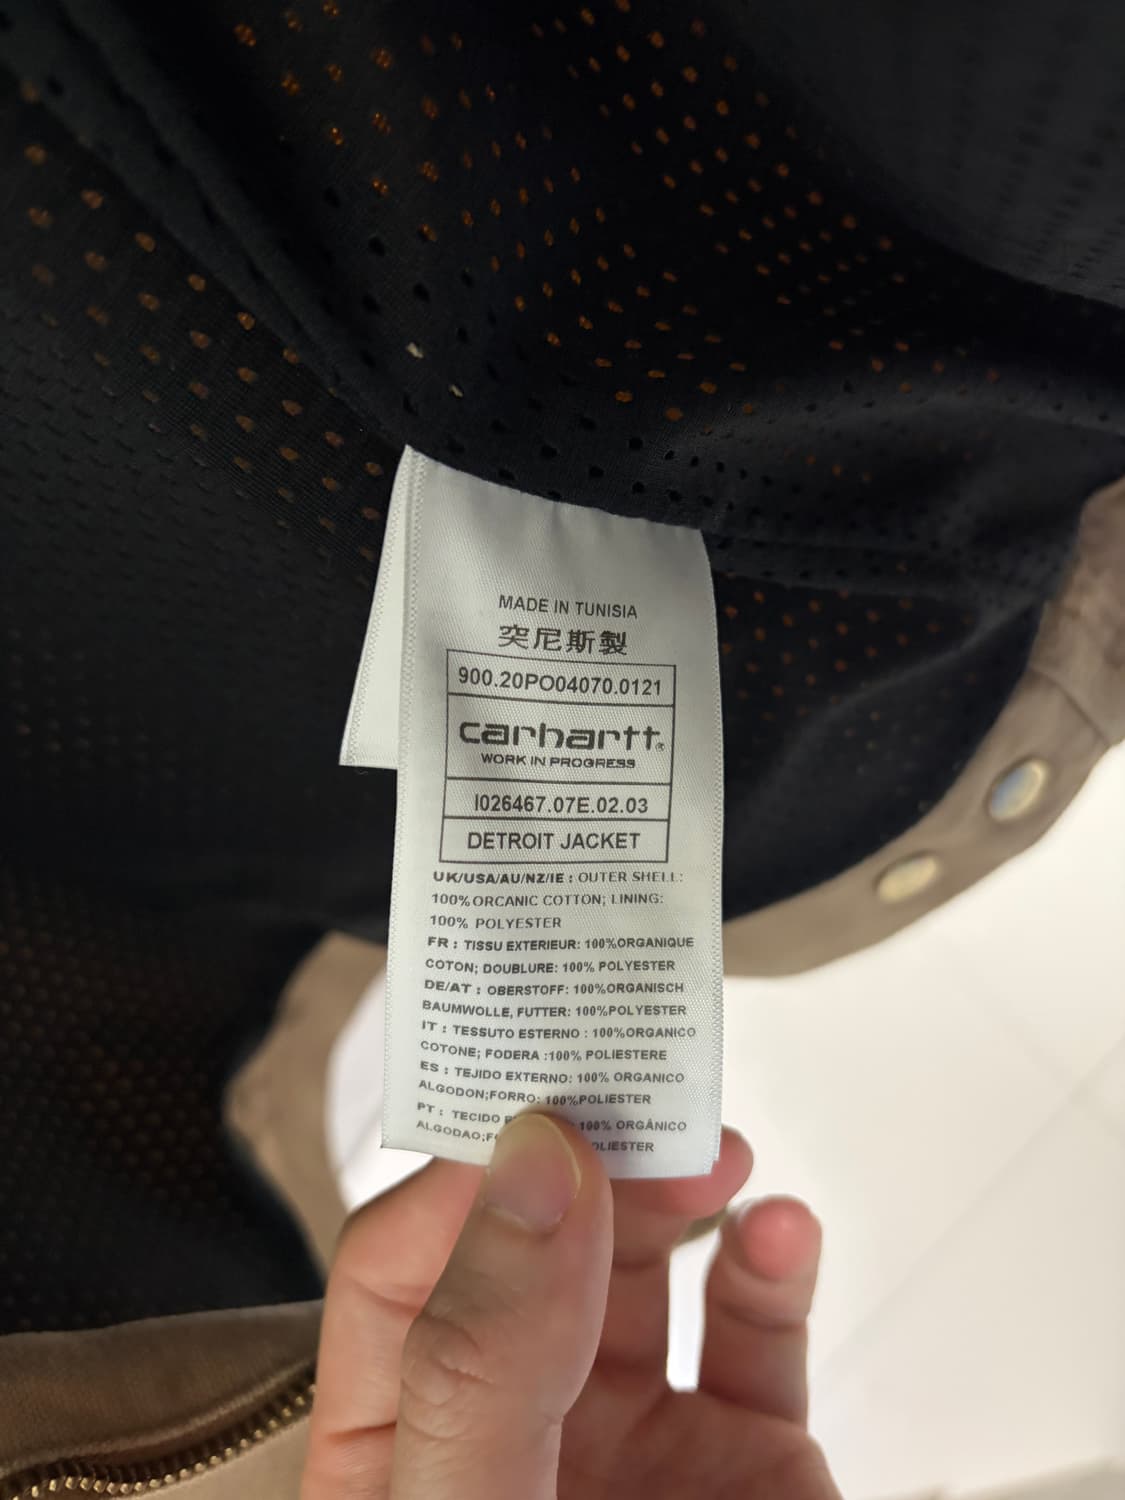 MADE IN TUNISIA
突尼斯製
900.20PO04070.0121
carhartt®
WORK IN PROGRESS
I026467.07E.02.03
DETROIT JACKET
UK/USA/AU/NZ/IE : OUTER SHELL:
100% ORCANIC COTTON; LINING:
100% POLYESTER
FR : TISSU EXTERIEUR: 100%ORGANIQUE
COTON; DOUBLURE: 100% POLYESTER
DE/AT : OBERSTOFF: 100%ORGANISCH
BAUMWOLLE, FUTTER: 100%POLYESTER
IT : TESSUTO ESTERNO : 100%ORGANICO
COTONE; FODERA :100% POLIESTERE
ES : TEJIDO EXTERNO: 100% ORGANICO
ALGODON;FORRO: 100%POLIESTER
PT : TECIDO 100% ORGÂNICO
ALGODAO;